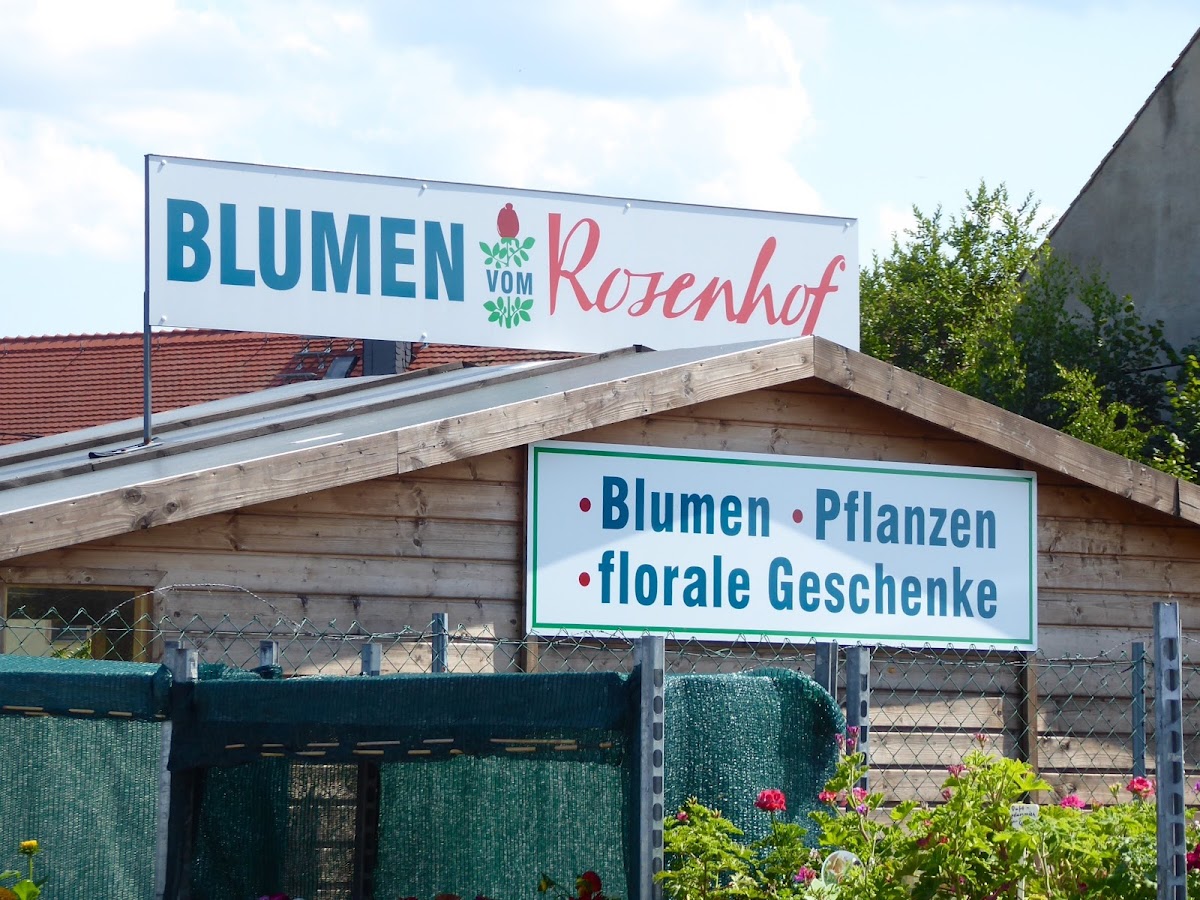 BLUMEN VOM Rosenhof
• Blumen • Pflanzen
• florale Geschenke